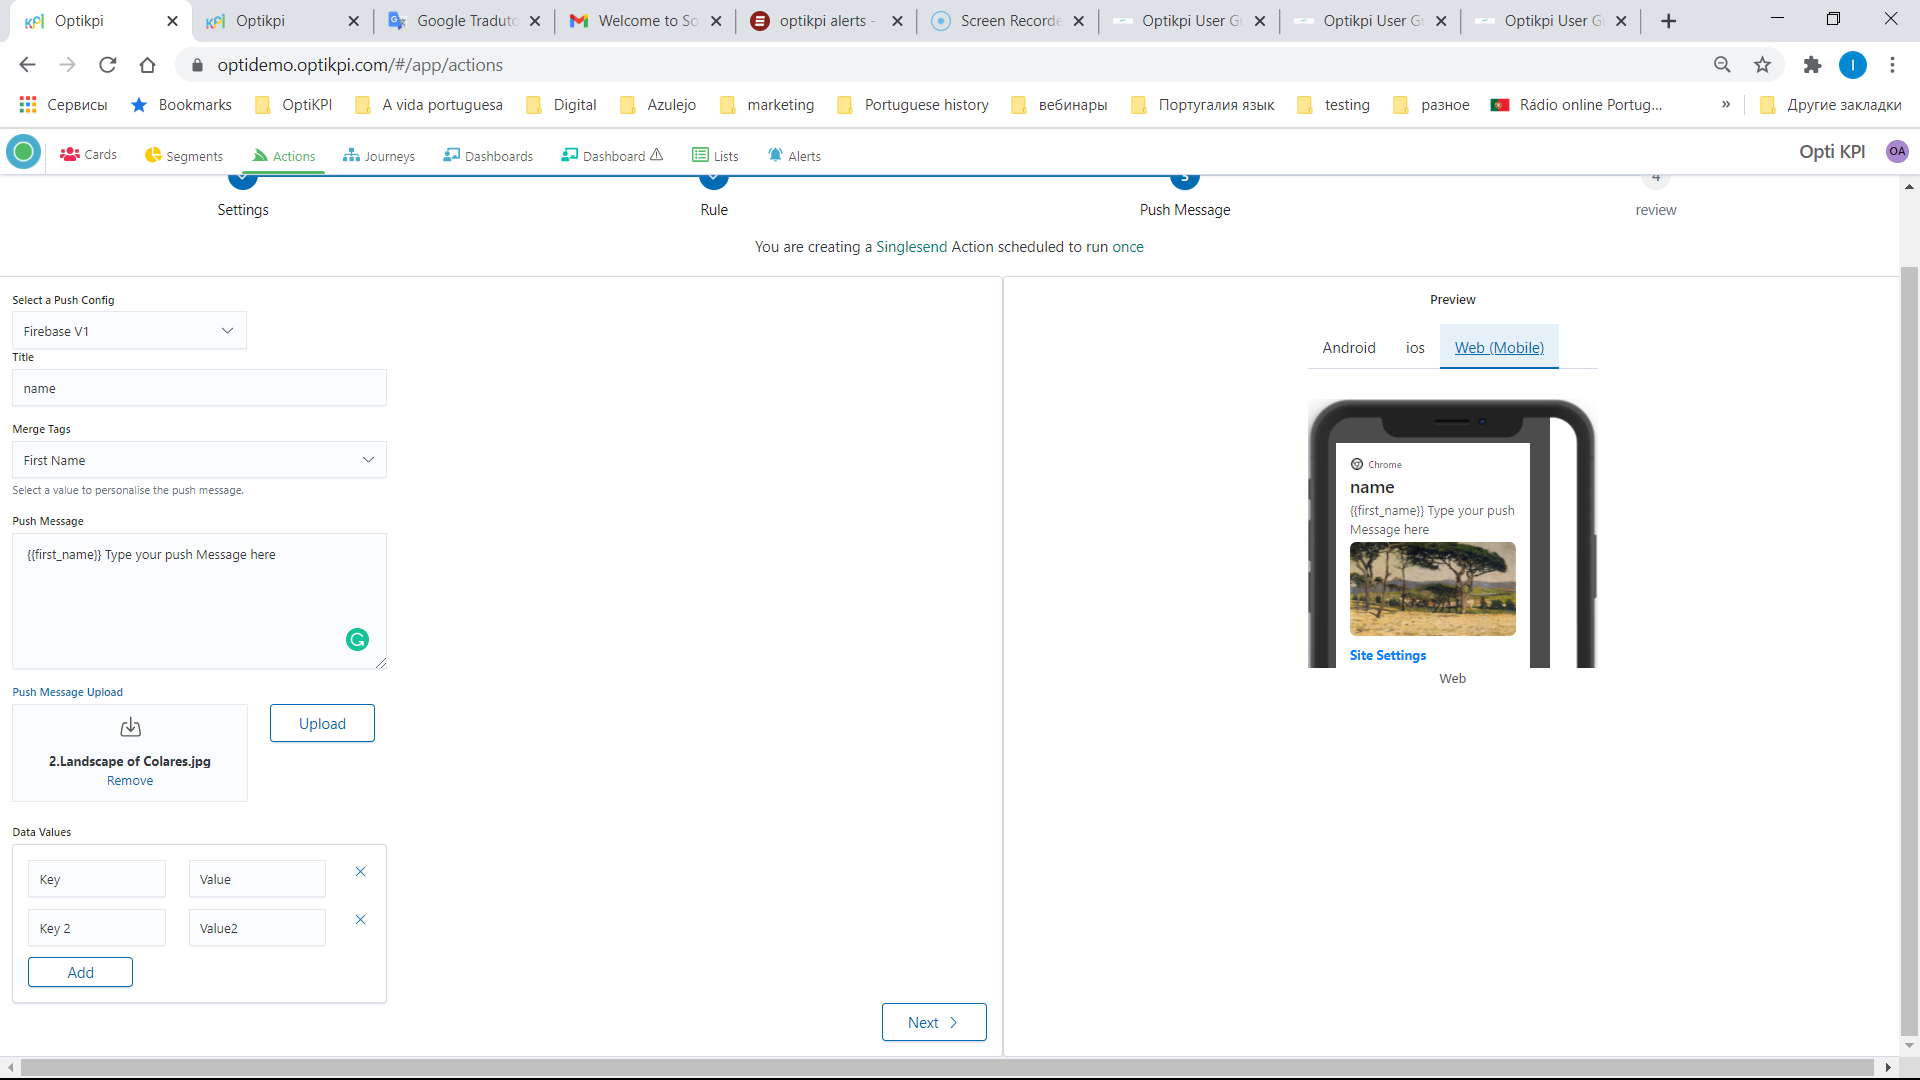 Optikpi
Optikpi
Google Traduto
Welcome to So
optikpi alerts -
Screen Recorde
Optikpi User Gu
Optikpi User Gu
Optikpi User Gu
optidemo.optikpi.com/#/app/actions
I
Сервисы
Bookmarks
OptiKPI
A vida portuguesa
Digital
Azulejo
marketing
Portuguese history
вебинары
Португалия язык
testing
разное
Rádio online Portug...
»
Другие закладки
Cards
Segments
Actions
Journeys
Dashboards
Dashboard
Lists
Alerts
Opti KPI
OA
3
4
Settings
Rule
Push Message
review
You are creating a Singlesend Action scheduled to run once
Select a Push Config
Firebase V1
Title
name
Merge Tags
First Name
Select a value to personalise the push message.
Push Message
{{first_name}} Type your push Message here
Push Message Upload
2.Landscape of Colares.jpg
Remove
Upload
Data Values
Key
Value
Key 2
Value2
Add
Next
Preview
Android
ios
Web (Mobile)
Chrome
name
{{first_name}} Type your push
Message here
Site Settings
Web